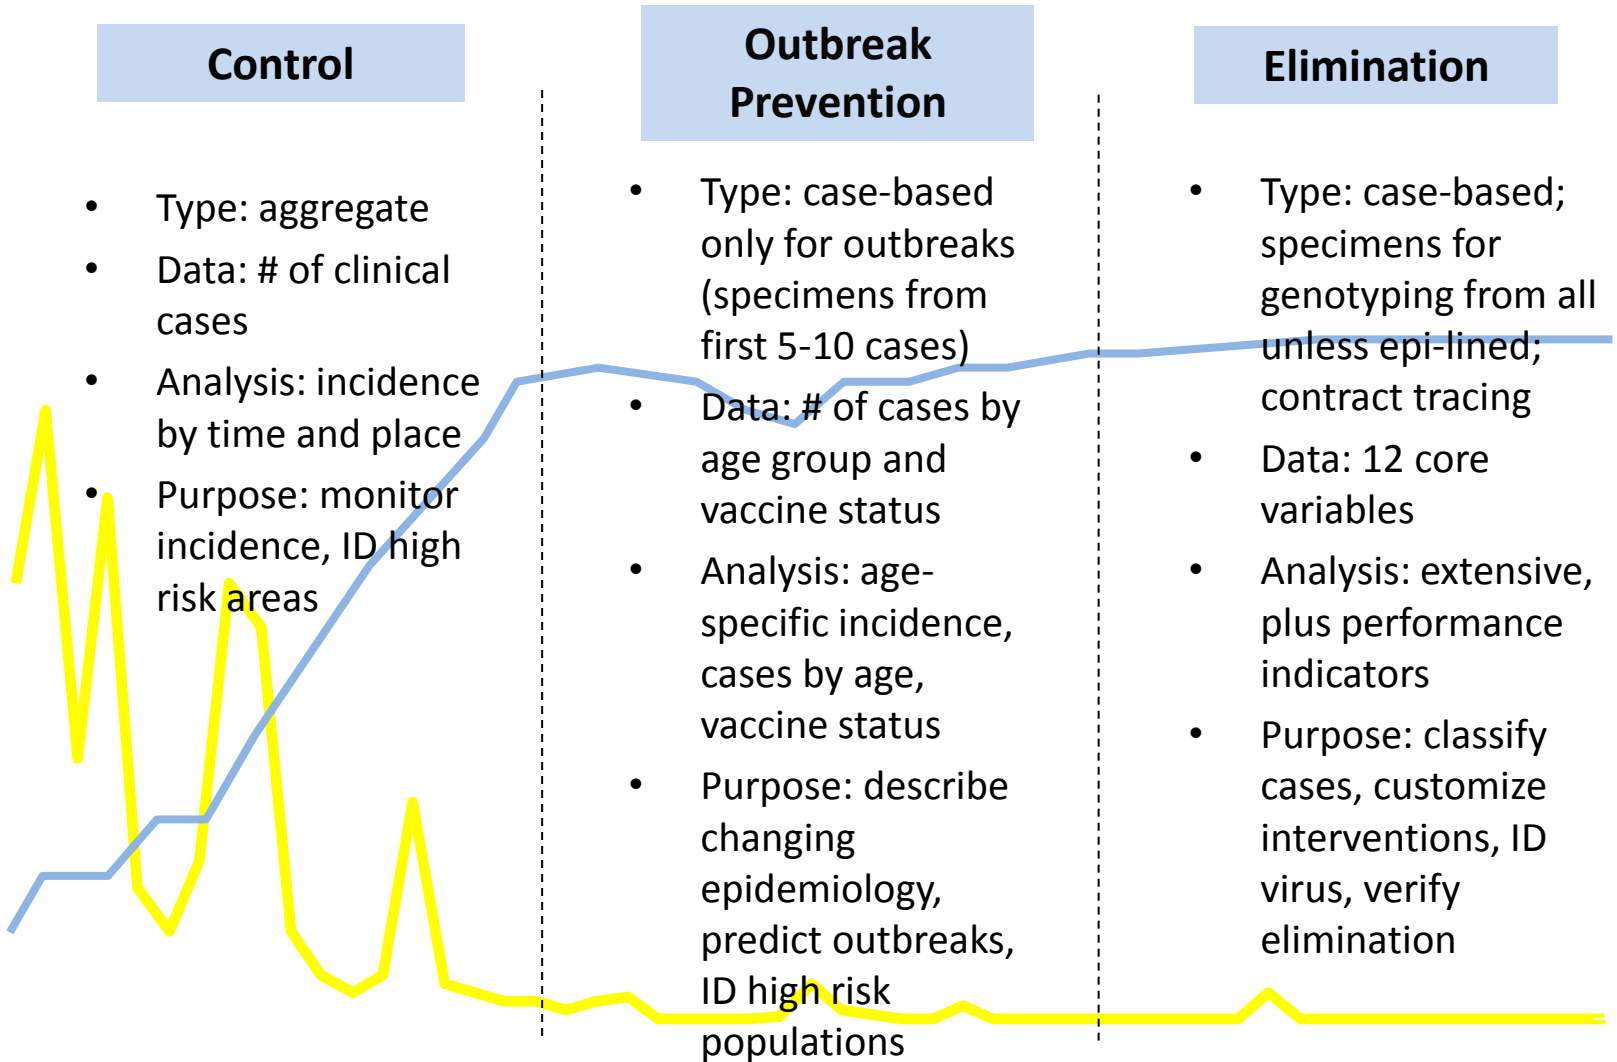 Control
• Type: aggregate
• Data: # of clinical
cases
• Analysis: incidence
by time and place
• Purpose: monitor
incidence, ID high
risk areas
Outbreak
Prevention
• Type: case-based
only for outbreaks
(specimens from
first 5-10 cases)
• Data: # of cases by
age group and
vaccine status
• Analysis: age-
specific incidence,
cases by age,
vaccine status
• Purpose: describe
changing
epidemiology,
predict outbreaks,
ID high risk
populations
Elimination
• Type: case-based;
specimens for
genotyping from all
unless epi-lined;
contract tracing
• Data: 12 core
variables
• Analysis: extensive,
plus performance
indicators
• Purpose: classify
cases, customize
interventions, ID
virus, verify
elimination